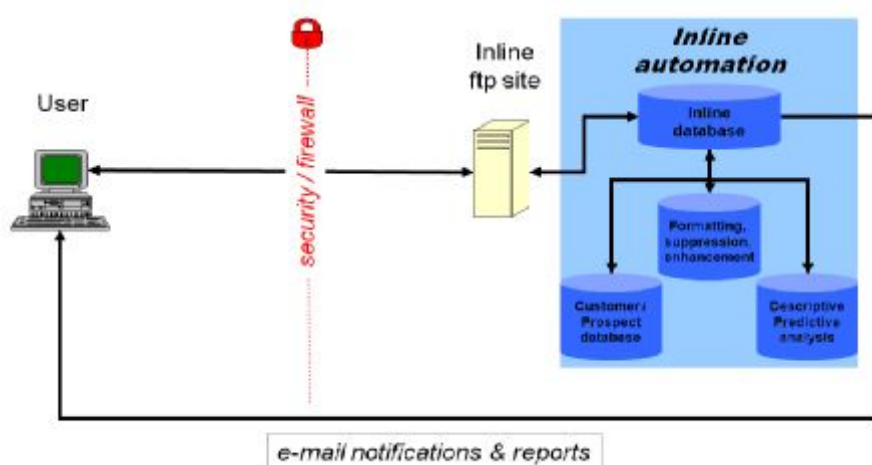 User
security / firewall
Inline
ftp site
Inline
automation
Inline
database
Formatting,
suppression,
enhancement
Customer/
Prospect
database
Descriptive
Predictive
analysis
e-mail notifications & reports